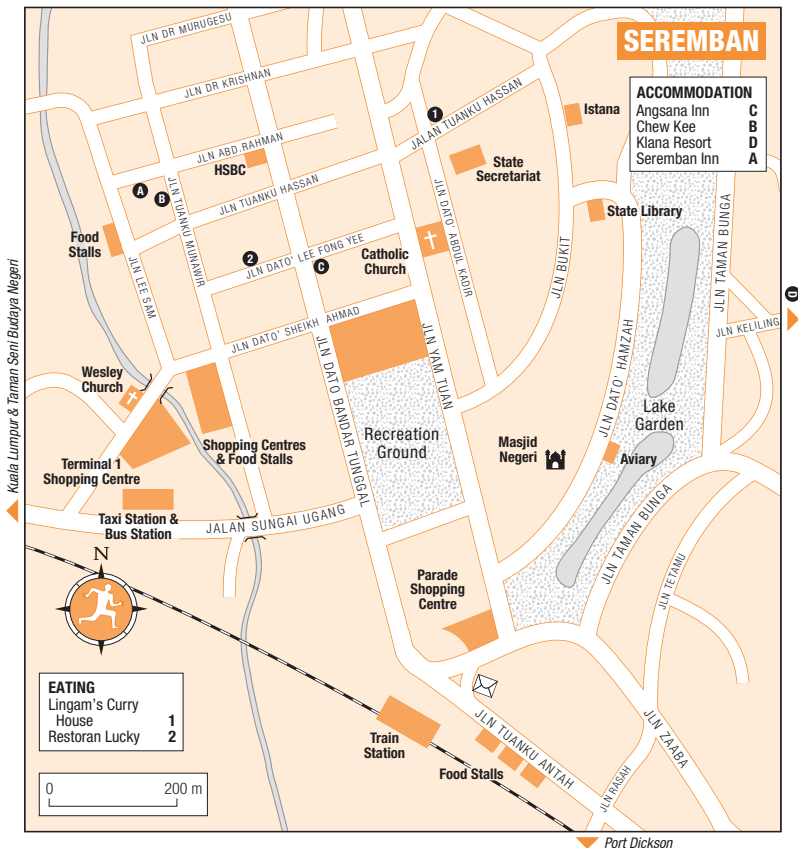 SEREMBAN
ACCOMMODATION
Angsana Inn C
Chew Kee B
Klana Resort D
Seremban Inn A
JLN DR MURUGESU
JLN DR KRISHNAN
JLN ABD.RAHMAN
HSBC
A
B
JLN TUANKU MUNAWIR
JLN TUANKU HASSAN
JALAN TUANKU HASSAN
1
Istana
State
Secretariat
State Library
Food
Stalls
JLN LEE SAM
2
JLN DATO' LEE FONG YEE
C
Catholic
Church
JLN DATO' ABDUL KADIR
JLN BUKIT
JLN TAMAN BUNGA
D
JLN KELILING
JLN DATO' SHEIKH AHMAD
JLN DATO BANDAR TUNGGAL
JLN YAM TUAN
JLN DATO' HAMZAH
Wesley
Church
Shopping Centres
& Food Stalls
Terminal 1
Shopping Centre
Recreation
Ground
Masjid
Negeri
Lake
Garden
Aviary
Kuala Lumpur & Taman Seni Budaya Negeri
Taxi Station &
Bus Station
JALAN SUNGAI UGANG
JLN TAMAN BUNGA
JLN TETAMU
N
Parade
Shopping
Centre
EATING
Lingam's Curry
House 1
Restoran Lucky 2
Train
Station
JLN TUANKU ANTAH
Food Stalls
JLN ZAABA
JLN RASAH
0 200 m
Port Dickson